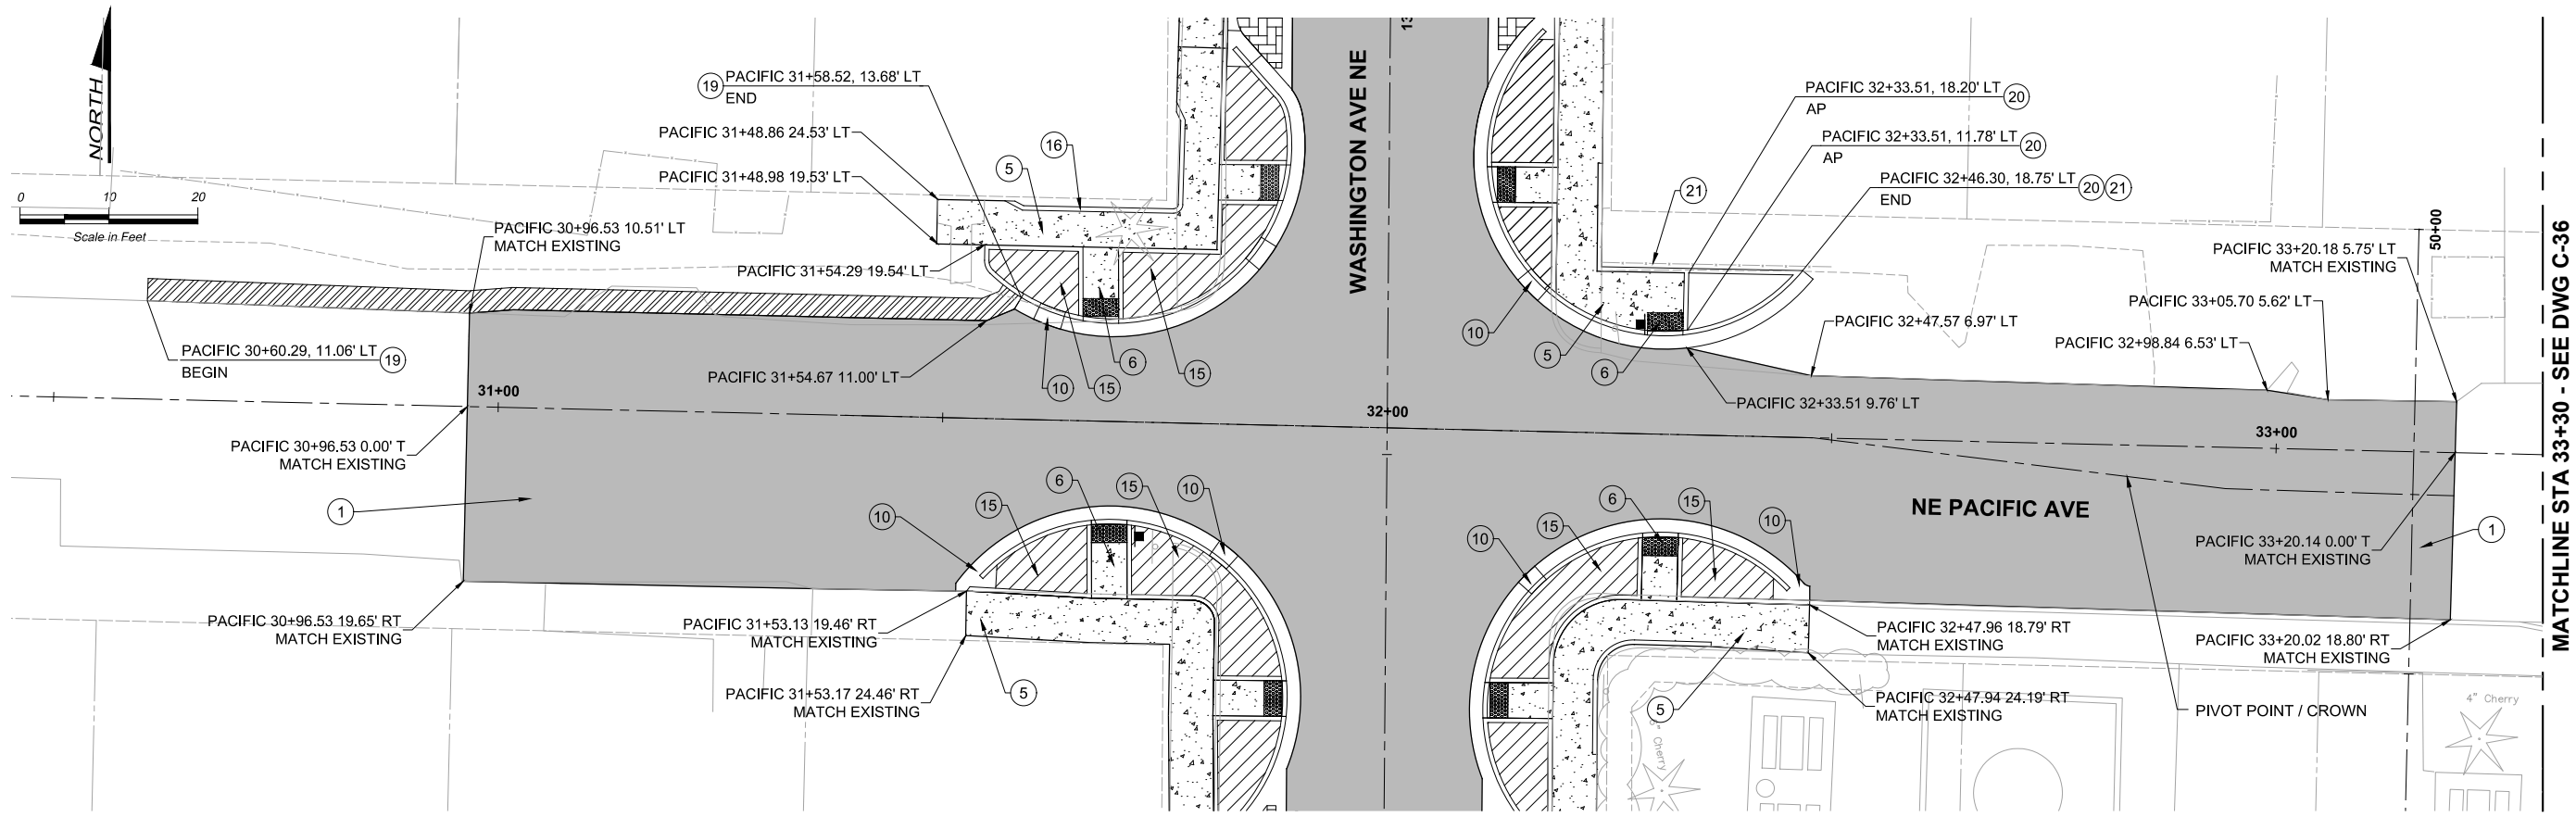 NORTH
0 10 20
Scale in Feet
19 PACIFIC 31+58.52, 13.68' LT
END
PACIFIC 31+48.86 24.53' LT
PACIFIC 31+48.98 19.53' LT
5
16
PACIFIC 30+96.53 10.51' LT
MATCH EXISTING
PACIFIC 31+54.29 19.54' LT
PACIFIC 30+60.29, 11.06' LT 19
BEGIN
PACIFIC 31+54.67 11.00' LT
10
15
6
15
WASHINGTON AVE NE
13
PACIFIC 32+33.51, 18.20' LT 20
AP
PACIFIC 32+33.51, 11.78' LT 20
AP
PACIFIC 32+46.30, 18.75' LT 20 21
END
21
10
5
6
PACIFIC 32+47.57 6.97' LT
PACIFIC 32+33.51 9.76' LT
PACIFIC 33+20.18 5.75' LT
MATCH EXISTING
PACIFIC 33+05.70 5.62' LT
PACIFIC 32+98.84 6.53' LT
50+00
MATCHLINE STA 33+30 - SEE DWG C-36
31+00
32+00
33+00
PACIFIC 30+96.53 0.00' T
MATCH EXISTING
1
10
15
6
15
10
10
15
6
15
10
NE PACIFIC AVE
1
PACIFIC 33+20.14 0.00' T
MATCH EXISTING
PACIFIC 30+96.53 19.65' RT
MATCH EXISTING
PACIFIC 31+53.13 19.46' RT
MATCH EXISTING
PACIFIC 31+53.17 24.46' RT
MATCH EXISTING
5
PACIFIC 32+47.96 18.79' RT
MATCH EXISTING
PACIFIC 32+47.94 24.19' RT
MATCH EXISTING
5
PACIFIC 33+20.02 18.80' RT
MATCH EXISTING
PIVOT POINT / CROWN
4" Cherry
Cherry